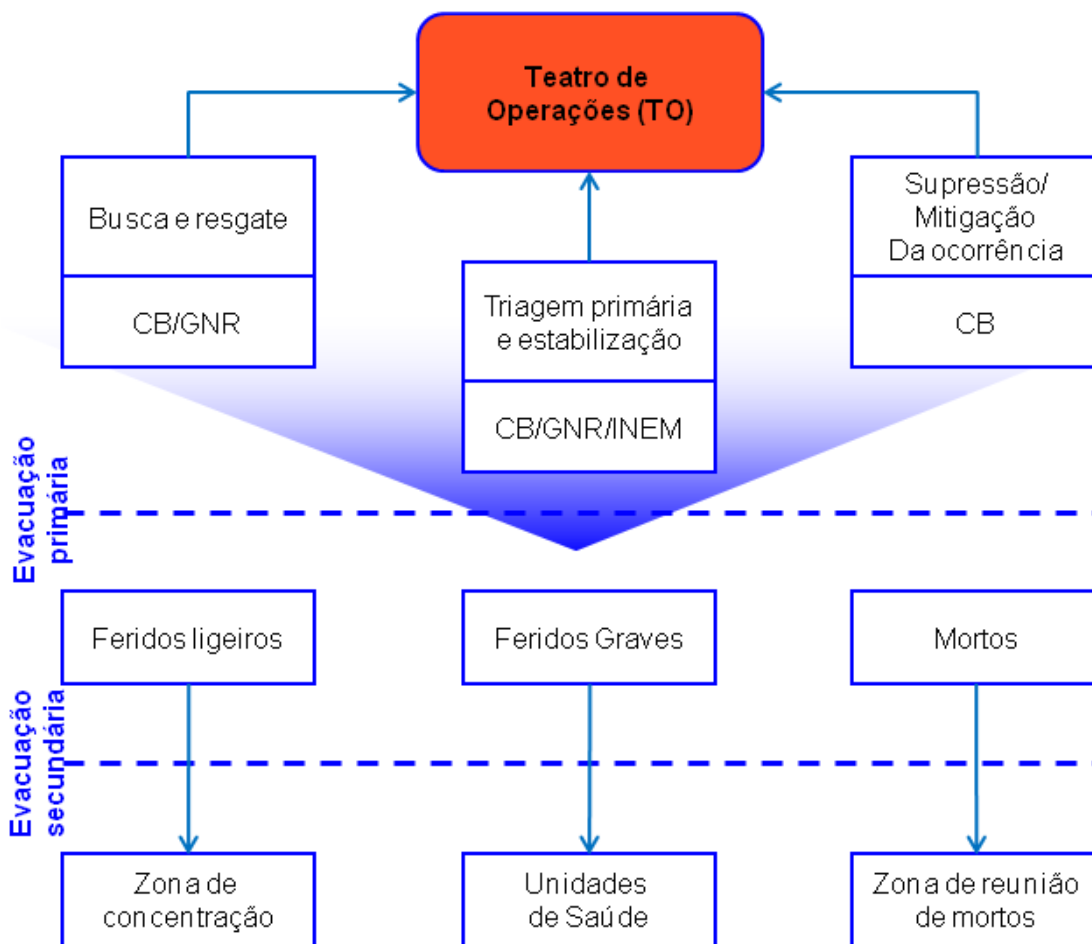 Teatro de
Operações (TO)
Busca e resgate
CB/GNR
Triagem primária
e estabilização
CB/GNR/INEM
Supressão/
Mitigação
Da ocorrência
CB
Evacuação
primária
Feridos ligeiros
Feridos Graves
Mortos
Evacuação
secundária
Zona de
concentração
Unidades
de Saúde
Zona de reunião
de mortos